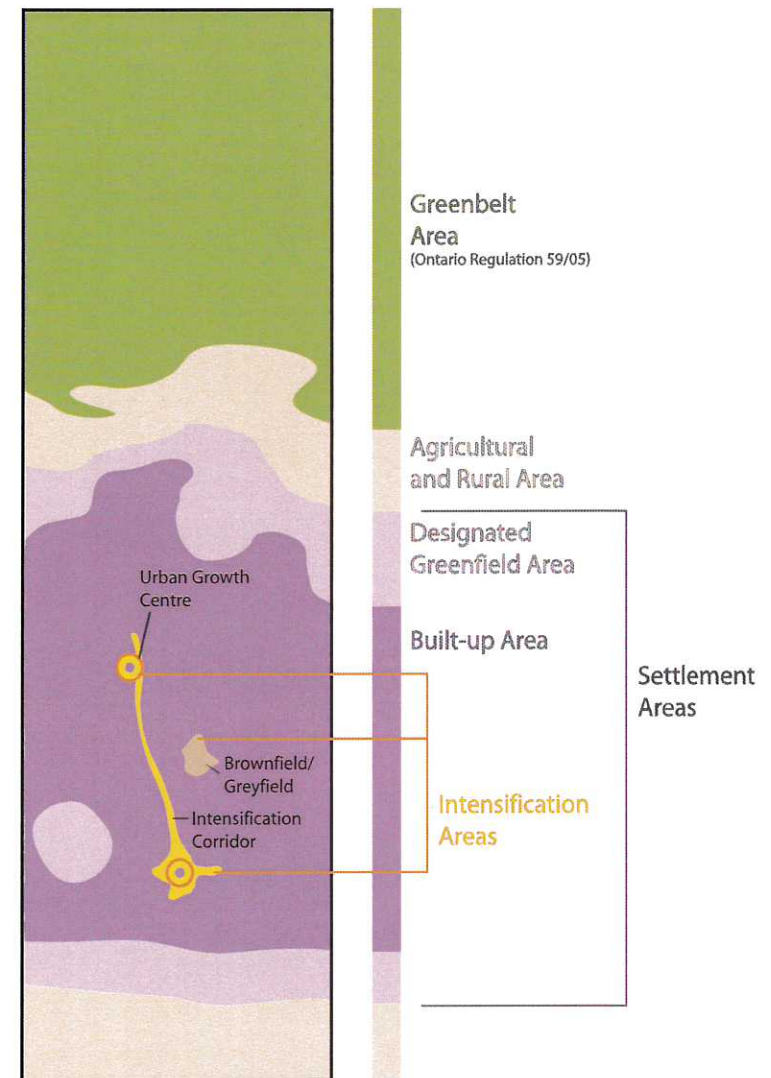 Greenbelt
Area
(Ontario Regulation 59/05)
Agricultural
and Rural Area
Designated
Greenfield Area
Urban Growth
Centre
Built-up Area
Settlement
Areas
Brownfield/
Greyfield
Intensification
Corridor
Intensification
Areas